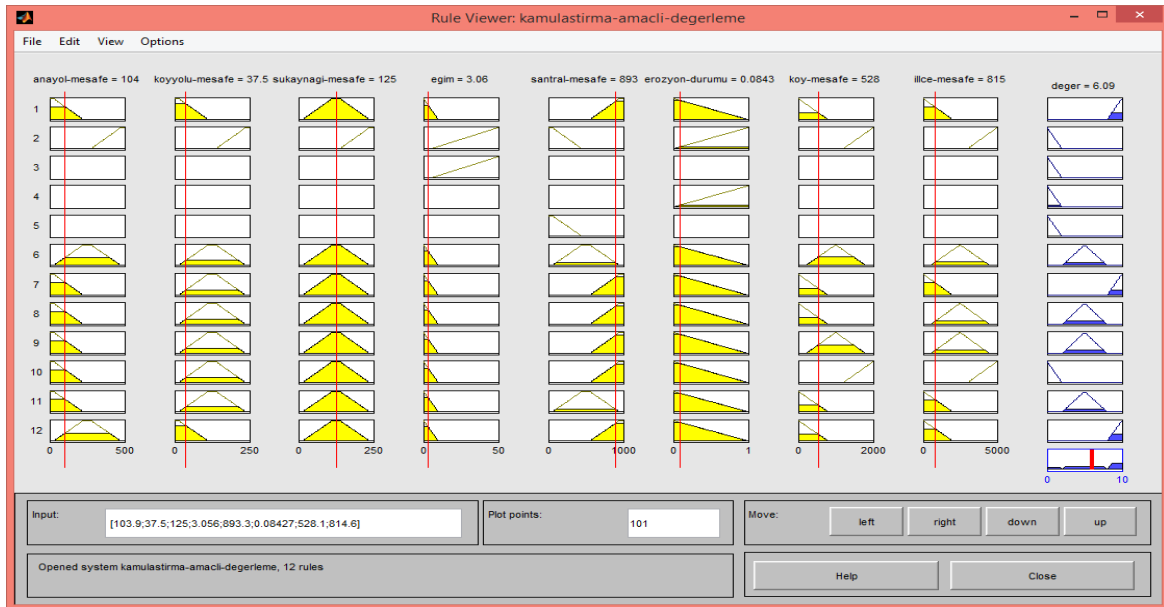 Rule Viewer: kamulastirma-amacli-degerleme
File Edit View Options
anayol-mesafe = 104 koyyolu-mesafe = 37.5 sukaynagi-mesafe = 125 egim = 3.06 santral-mesafe = 893 erozyon-durumu = 0.0843 koy-mesafe = 528 illce-mesafe = 815 deger = 6.09
1
2
3
4
5
6
7
8
9
10
11
12
0 500 0 250 0 250 0 50 0 1000 0 1 0 2000 0 5000
0 10
Input: [103.9;37.5;125;3.056;893.3;0.08427;528.1;814.6] Plot points: 101 Move: left right down up
Opened system kamulastirma-amacli-degerleme, 12 rules Help Close